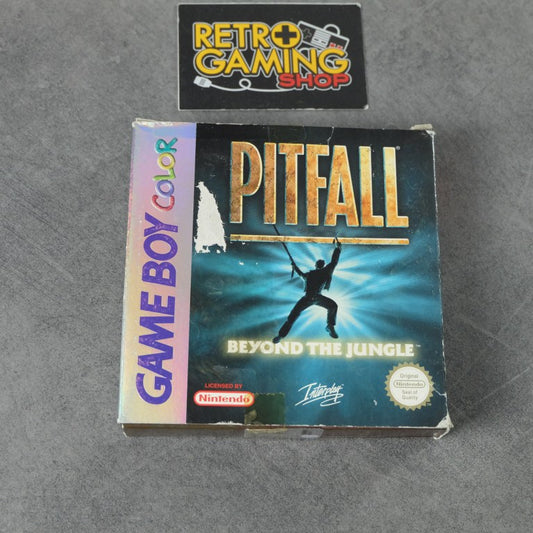 RETRO
GAMING
SHOP
GAME BOY COLOR
PITFALL
BEYOND THE JUNGLE
LICENSED BY
Nintendo
Interplay
Original
Nintendo
Seal of
Quality